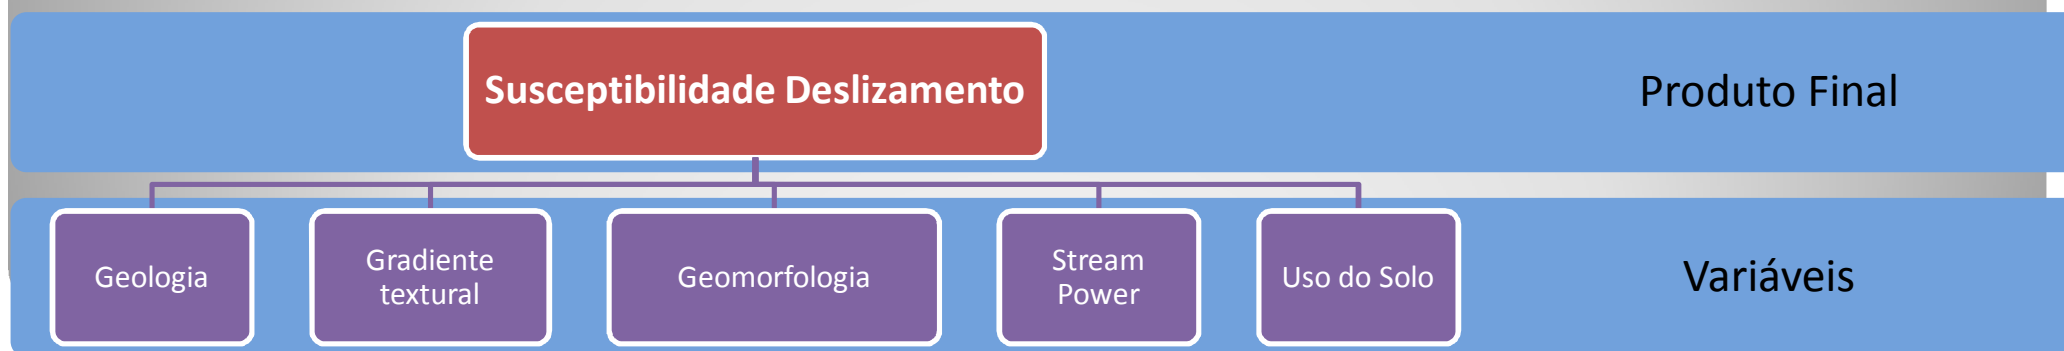 Susceptibilidade Deslizamento
Produto Final
Geologia
Gradiente
textural
Geomorfologia
Stream
Power
Uso do Solo
Variáveis